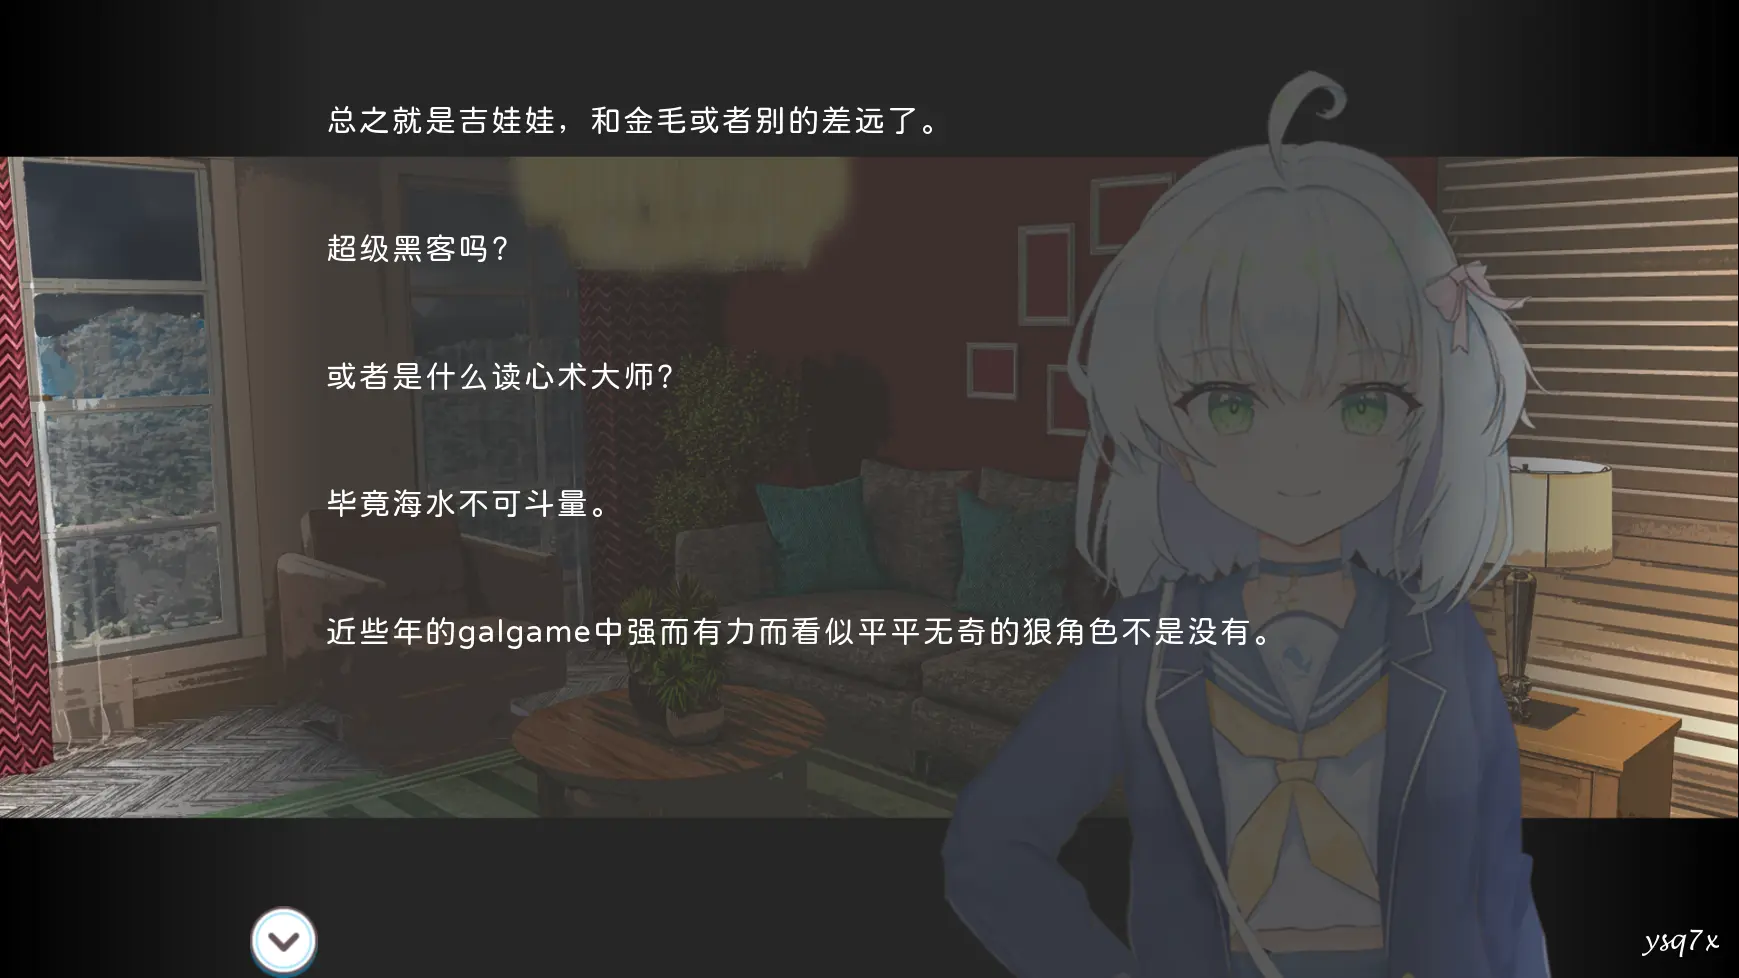 总之就是吉娃娃，和金毛或者别的差远了。
超级黑客吗？
或者是什么读心术大师？
毕竟海水不可斗量。
近些年的galgame中强而有力而看似平平无奇的狠角色不是没有。
ysq7x